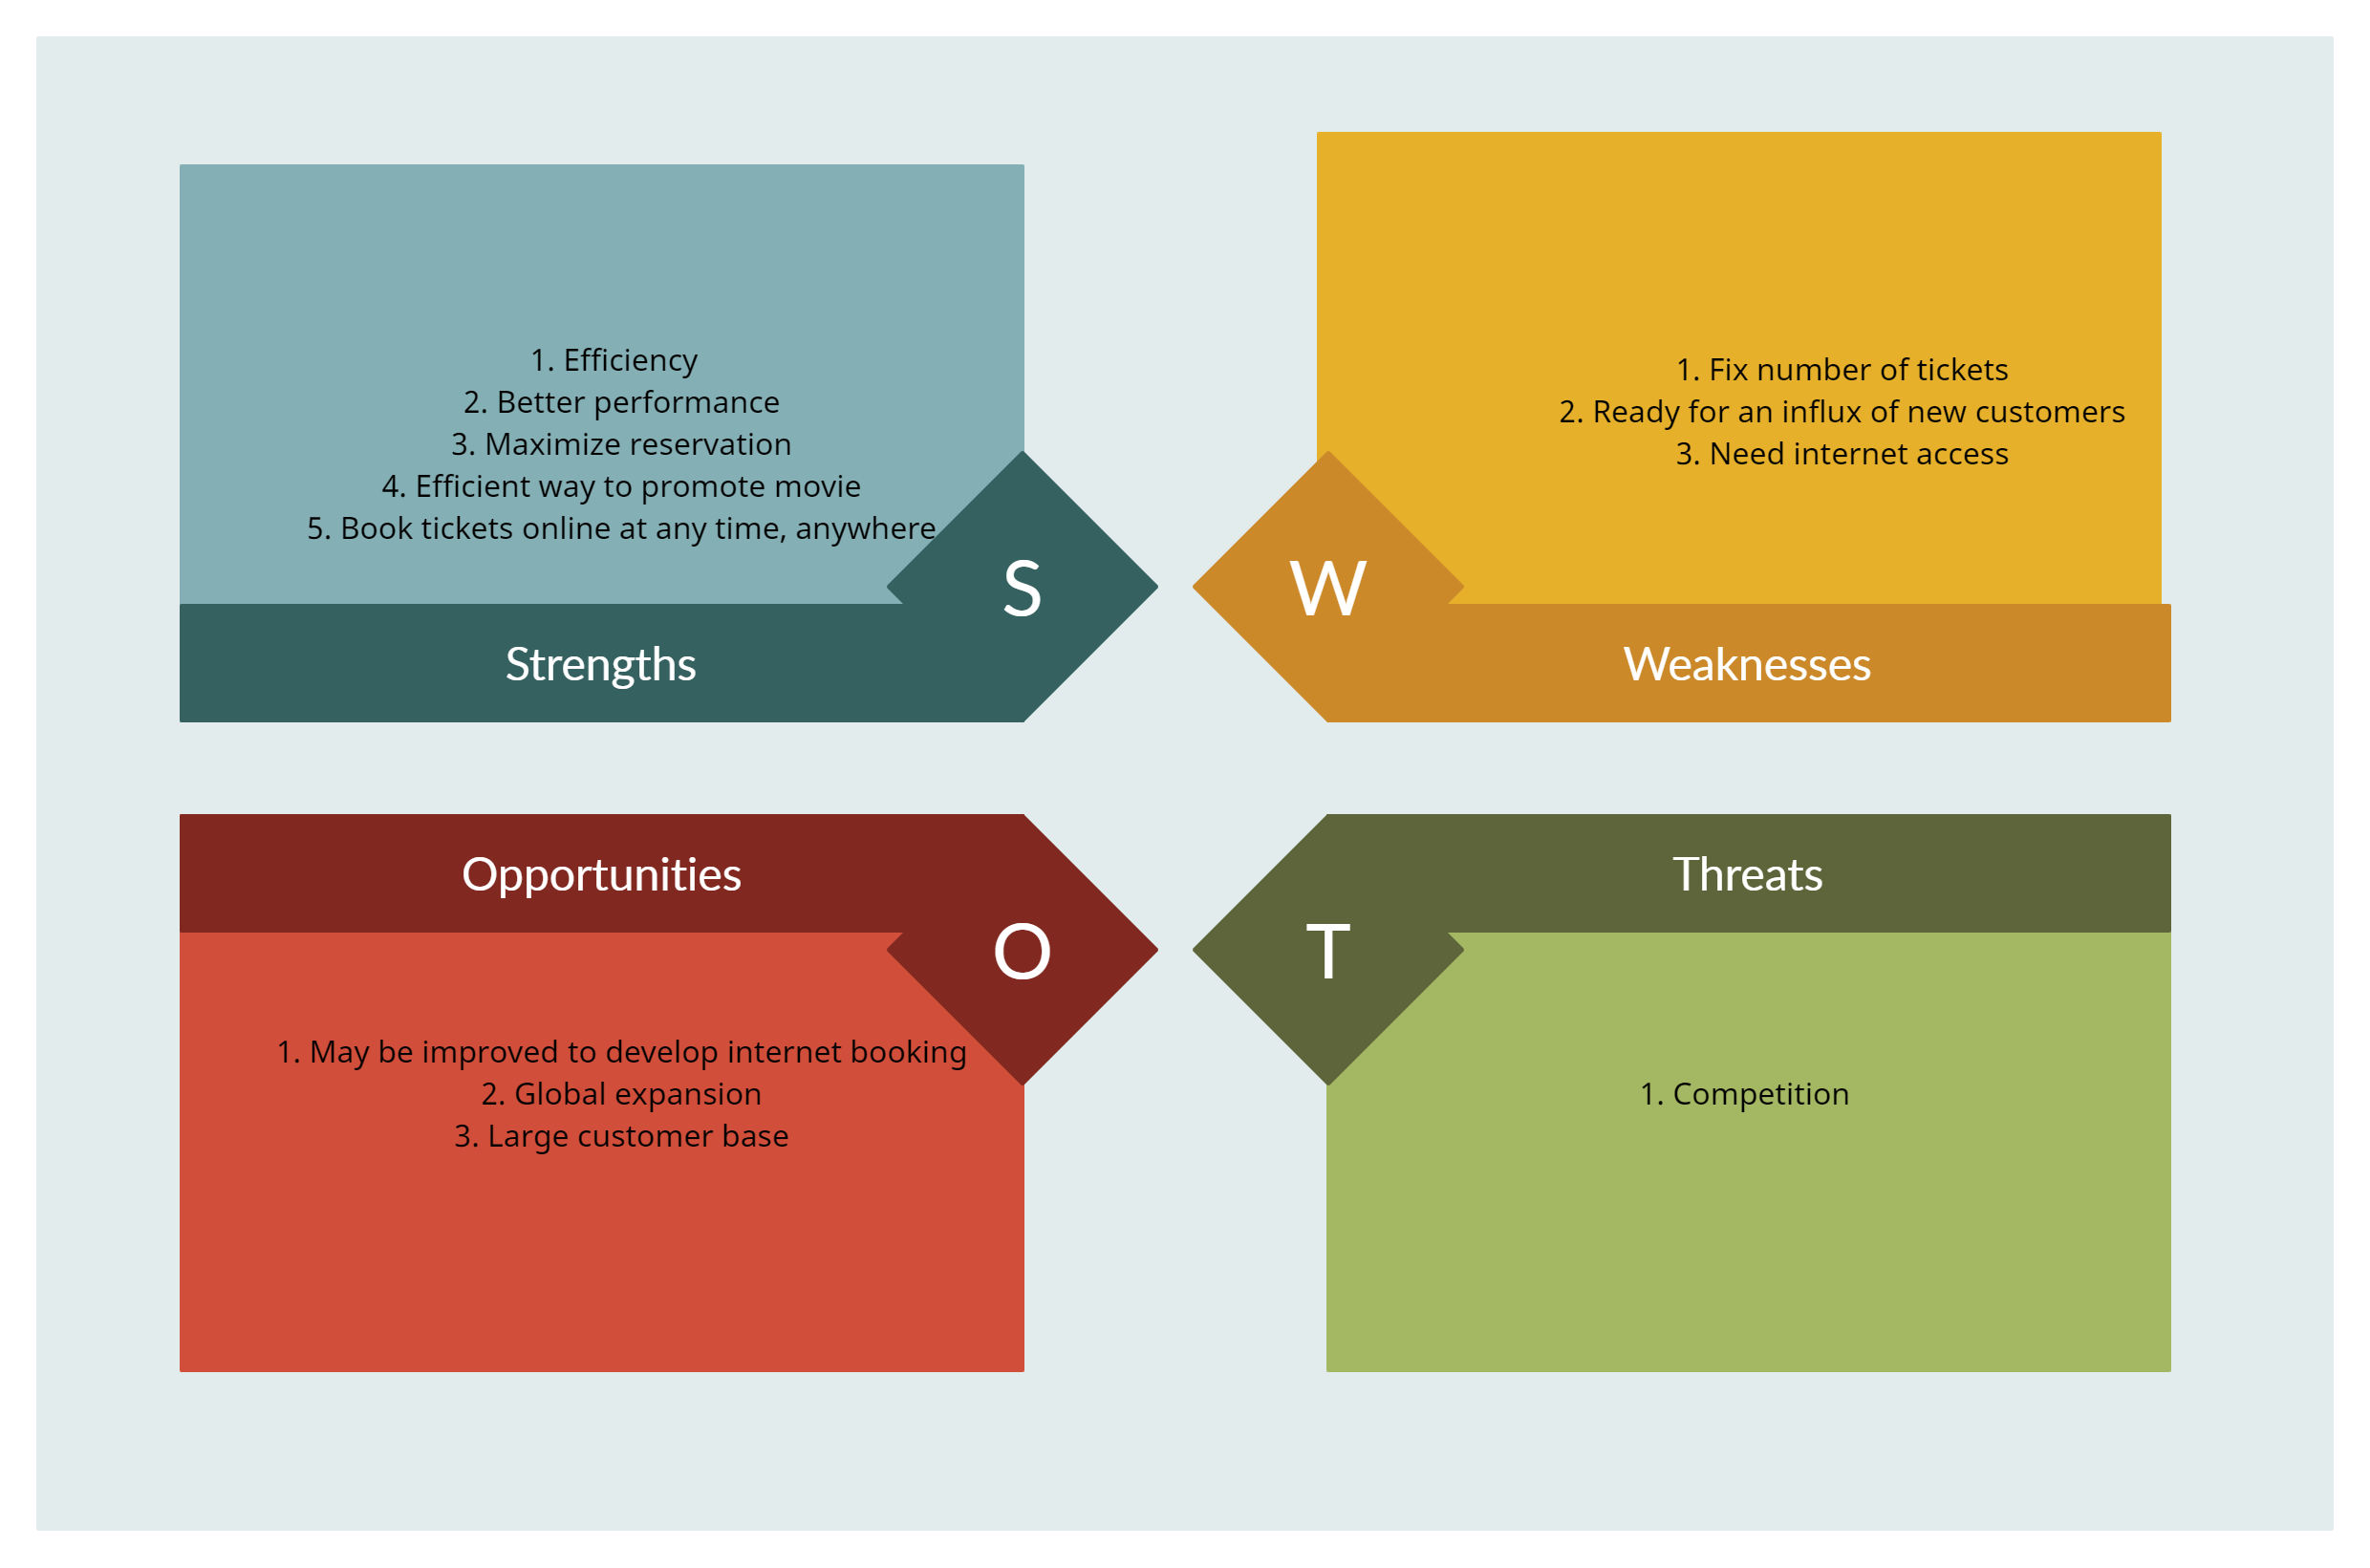 1. Efficiency
2. Better performance
3. Maximize reservation
4. Efficient way to promote movie
5. Book tickets online at any time, anywhere
S
Strengths
1. Fix number of tickets
2. Ready for an influx of new customers
3. Need internet access
W
Weaknesses
Opportunities
O
1. May be improved to develop internet booking
2. Global expansion
3. Large customer base
Threats
T
1. Competition